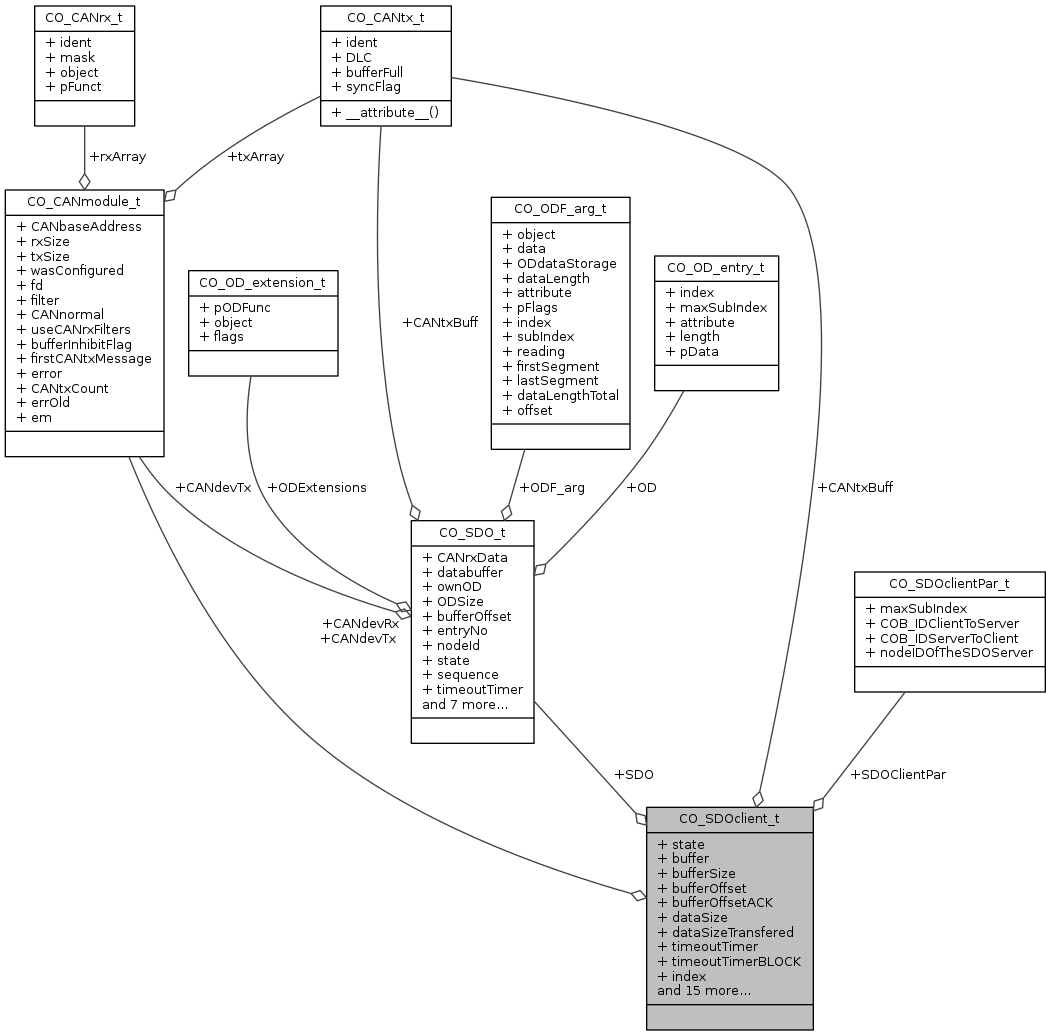 CO_CANrx_t
+ ident
+ mask
+ object
+ pFunct
CO_CANtx_t
+ ident
+ DLC
+ bufferFull
+ syncFlag
+ __attribute__()
+rxArray
+txArray
CO_CANmodule_t
+ CANbaseAddress
+ rxSize
+ txSize
+ wasConfigured
+ fd
+ filter
+ CANnormal
+ useCANrxFilters
+ bufferInhibitFlag
+ firstCANtxMessage
+ error
+ CANtxCount
+ errOld
+ em
CO_OD_extension_t
+ pODFunc
+ object
+ flags
+CANtxBuff
CO_ODF_arg_t
+ object
+ data
+ ODdataStorage
+ dataLength
+ attribute
+ pFlags
+ index
+ subIndex
+ reading
+ firstSegment
+ lastSegment
+ dataLengthTotal
+ offset
CO_OD_entry_t
+ index
+ maxSubIndex
+ attribute
+ length
+ pData
+CANdevTx
+ODExtensions
+ODF_arg
+OD
+CANtxBuff
CO_SDO_t
+ CANrxData
+ databuffer
+ ownOD
+ ODSize
+ bufferOffset
+ entryNo
+ nodeId
+ state
+ sequence
+ timeoutTimer
and 7 more...
+CANdevRx
+CANdevTx
CO_SDOclientPar_t
+ maxSubIndex
+ COB_IDClientToServer
+ COB_IDServerToClient
+ nodeIDOfTheSDOServer
+SDO
+SDOClientPar
CO_SDOclient_t
+ state
+ buffer
+ bufferSize
+ bufferOffset
+ bufferOffsetACK
+ dataSize
+ dataSizeTransfered
+ timeoutTimer
+ timeoutTimerBLOCK
+ index
and 15 more...